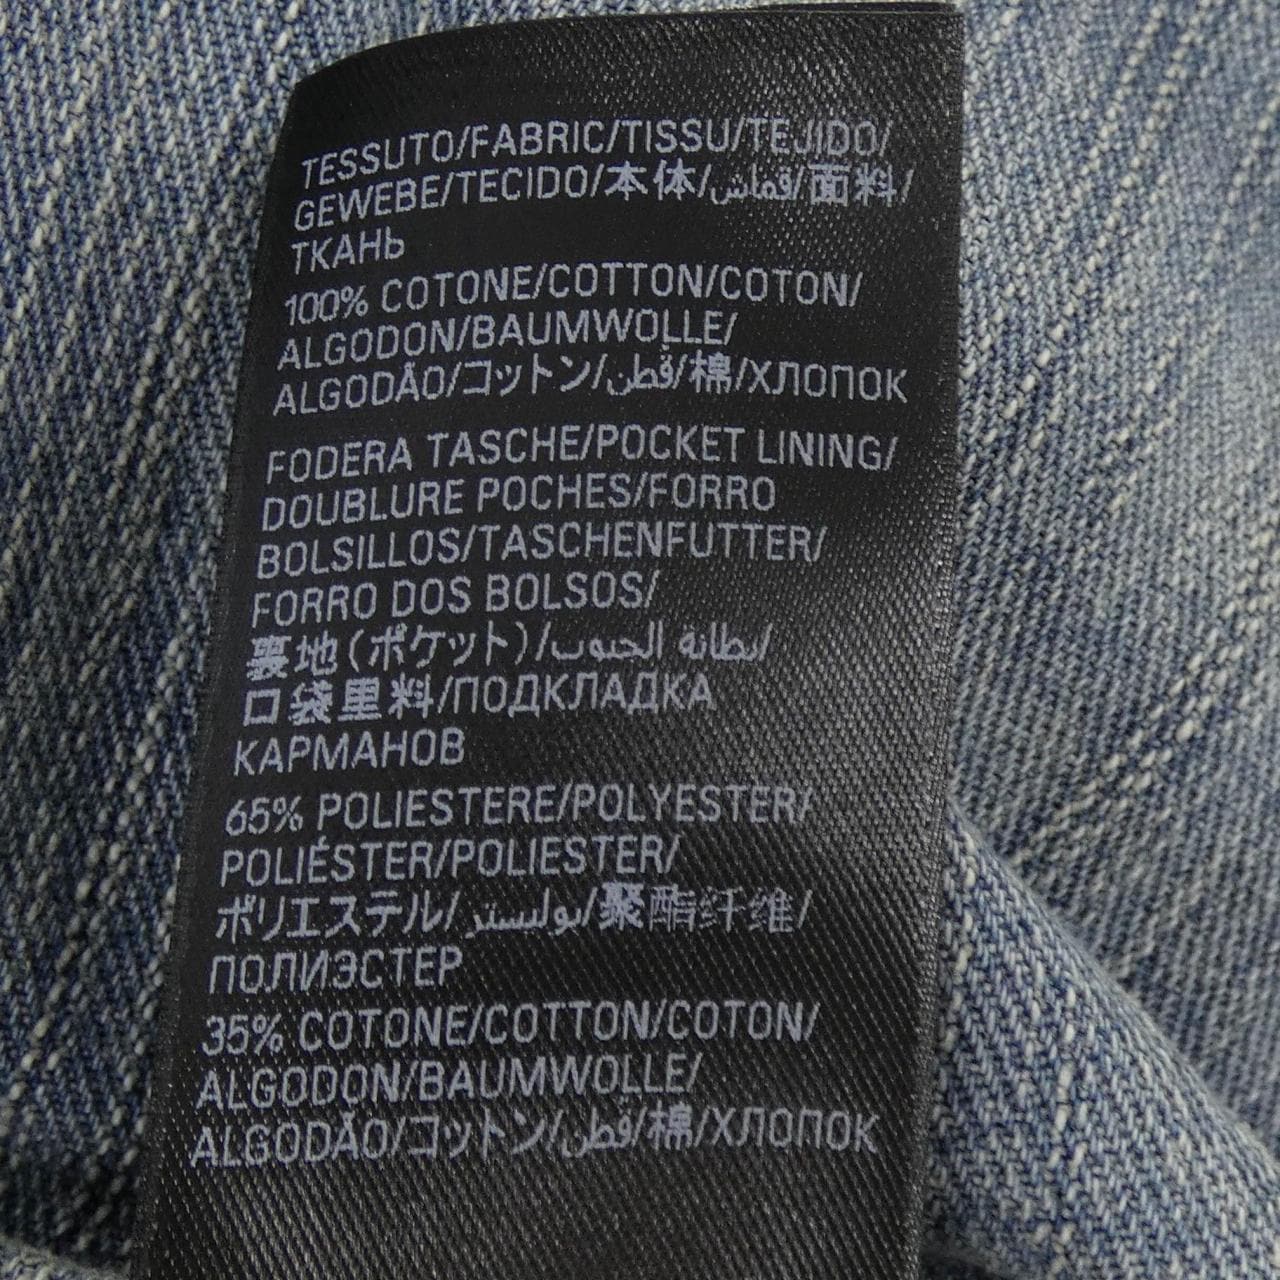 TESSUTO/FABRIC/TISSU/TEJIDO/
GEWEBE/TECIDO/本体/قماش/面料/
ТКАНЬ
100% COTONE/COTTON/COTON/
ALGODON/BAUMWOLLE/
ALGODÃO/コットン/قطن/棉/ХЛОПОК
FODERA TASCHE/POCKET LINING/
DOUBLURE POCHES/FORRO
BOLSILLOS/TASCHENFUTTER/
FORRO DOS BOLSOS/
裏地(ポケット)/بطانة الجيوب/
口袋里料/ПОДКЛАДКА
КАРМАНОВ
65% POLIESTERE/POLYESTER/
POLIÉSTER/POLIESTER/
ポリエステル/بوليستر/聚酯纤维/
ПОЛИЭСТЕР
35% COTONE/COTTON/COTON/
ALGODON/BAUMWOLLE/
ALGODÃO/コットン/قطن/棉/ХЛОПОК